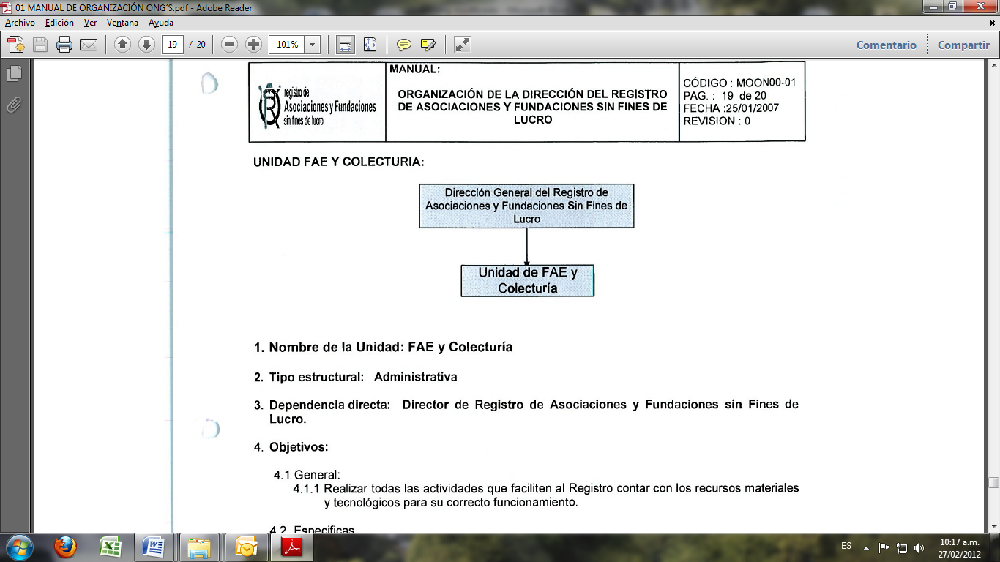 01 MANUAL DE ORGANIZACIÓN ONG´S.pdf - Adobe Reader
Archivo Edición Ver Ventana Ayuda
19 / 20 101% Comentario Compartir
registro de
Asociaciones y Fundaciones
sin fines de lucro
MANUAL:
ORGANIZACIÓN DE LA DIRECCIÓN DEL REGISTRO
DE ASOCIACIONES Y FUNDACIONES SIN FINES DE
LUCRO
CÓDIGO : MOON00-01
PAG. : 19 de 20
FECHA :25/01/2007
REVISION : 0
UNIDAD FAE Y COLECTURIA:
Dirección General del Registro de
Asociaciones y Fundaciones Sin Fines de
Lucro
Unidad de FAE y
Colecturía
1. Nombre de la Unidad: FAE y Colecturía
2. Tipo estructural: Administrativa
3. Dependencia directa: Director de Registro de Asociaciones y Fundaciones sin Fines de
Lucro.
4. Objetivos:
4.1 General:
4.1.1 Realizar todas las actividades que faciliten al Registro contar con los recursos materiales
y tecnológicos para su correcto funcionamiento.
4.2 Especificas
ES
10:17 a.m.
27/02/2012